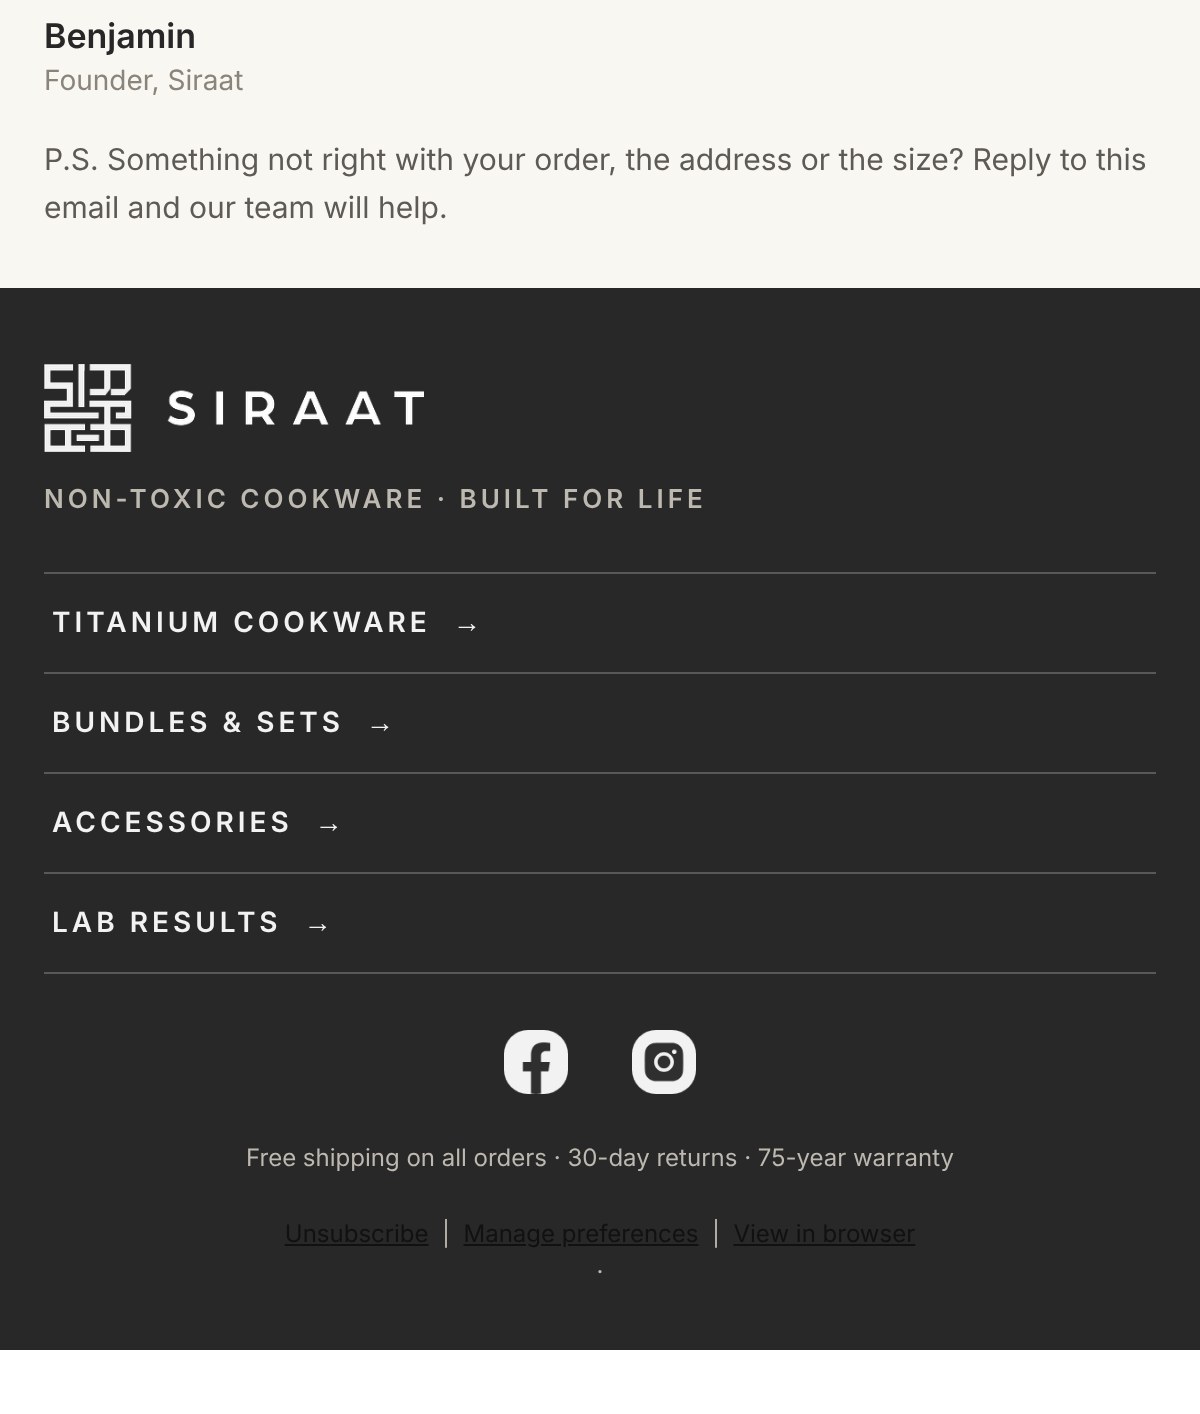 Benjamin
Founder, Siraat
P.S. Something not right with your order, the address or the size? Reply to this
email and our team will help.
SIRAAT
NON-TOXIC COOKWARE · BUILT FOR LIFE
TITANIUM COOKWARE →
BUNDLES & SETS →
ACCESSORIES →
LAB RESULTS →
Free shipping on all orders · 30-day returns · 75-year warranty
Unsubscribe | Manage preferences | View in browser
.